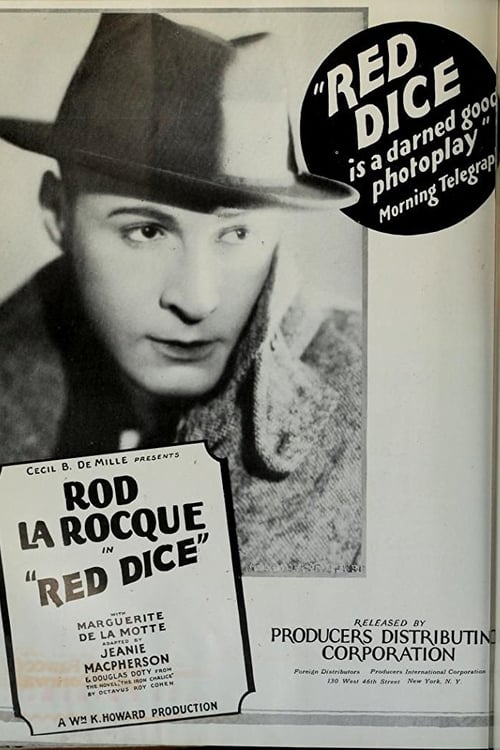 "RED
DICE
is a darned good
photoplay"
Morning Telegraph
CECIL B. DE MILLE PRESENTS
ROD
LA ROCQUE
IN
"RED DICE"
WITH
MARGUERITE
DE LA MOTTE
ADAPTED BY
JEANIE
MACPHERSON
& DOUGLAS DOTY FROM
THE NOVEL, "THE IRON CHALICE"
BY OCTAVUS ROY COHEN
A WM K. HOWARD PRODUCTION
RELEASED BY
PRODUCERS DISTRIBUTIN
CORPORATION
Foreign Distributors Producers International Corporation
130 West 46th Street New York, N. Y.